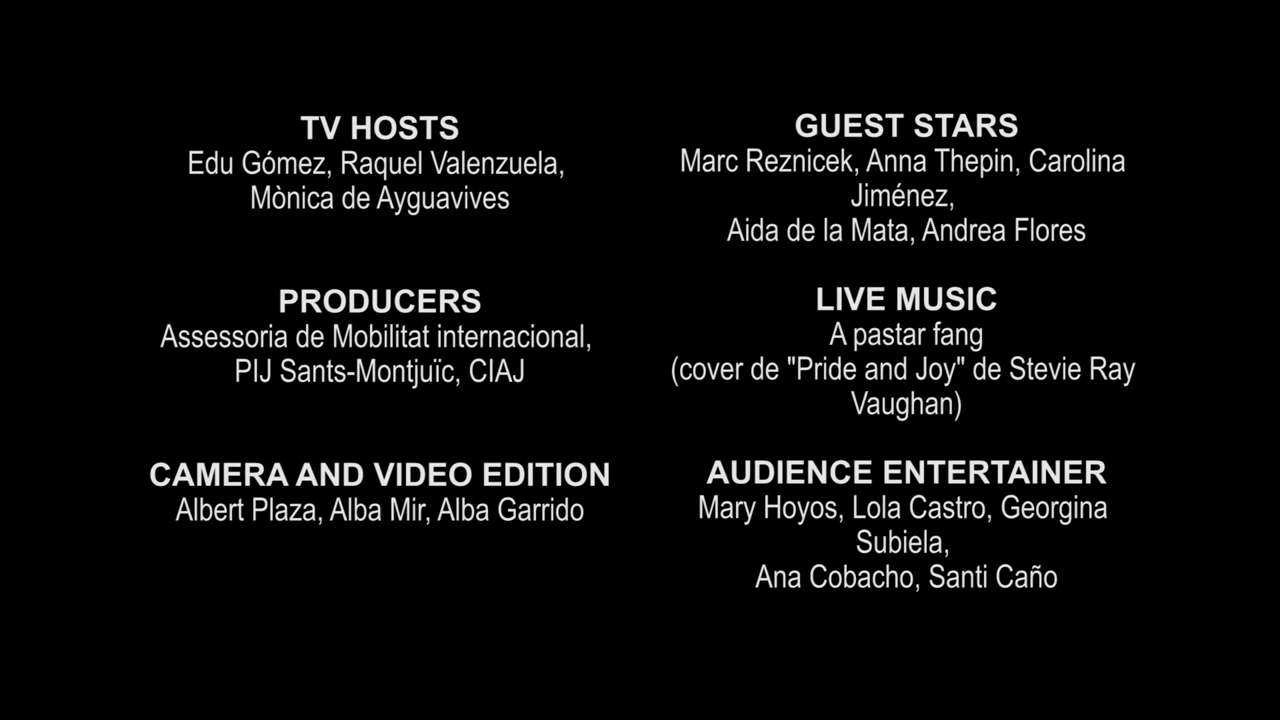 TV HOSTS
Edu Gómez, Raquel Valenzuela,
Mònica de Ayguavives
PRODUCERS
Assessoria de Mobilitat internacional,
PIJ Sants-Montjuïc, CIAJ
CAMERA AND VIDEO EDITION
Albert Plaza, Alba Mir, Alba Garrido
GUEST STARS
Marc Reznicek, Anna Thepin, Carolina
Jiménez,
Aida de la Mata, Andrea Flores
LIVE MUSIC
A pastar fang
(cover de "Pride and Joy" de Stevie Ray
Vaughan)
AUDIENCE ENTERTAINER
Mary Hoyos, Lola Castro, Georgina
Subiela,
Ana Cobacho, Santi Caño